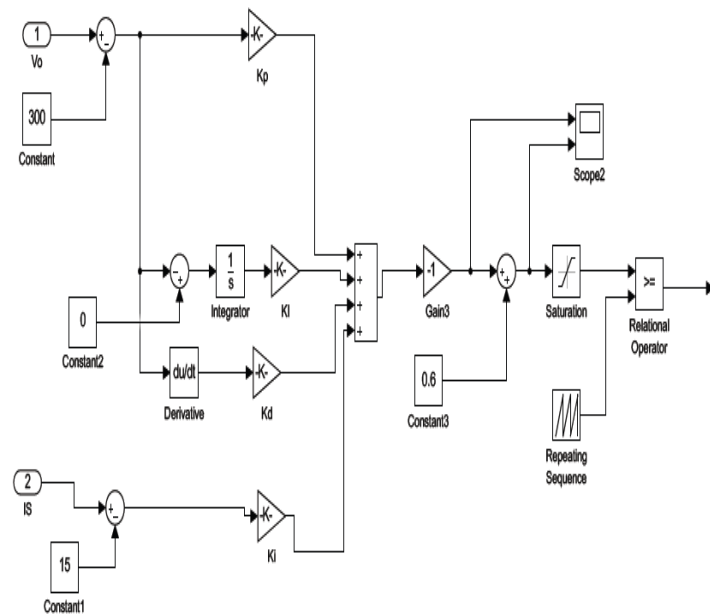 1
Vo
+
−
300
Constant
-K-
Kp
−
+
1
s
Integrator
-K-
KI
0
Constant2
du/dt
Derivative
-K-
Kd
2
IS
+
−
15
Constant1
-K-
Ki
+
+
+
+
-1
Gain3
+
+
0.6
Constant3
Scope2
Saturation
>=
Relational
Operator
Repeating
Sequence